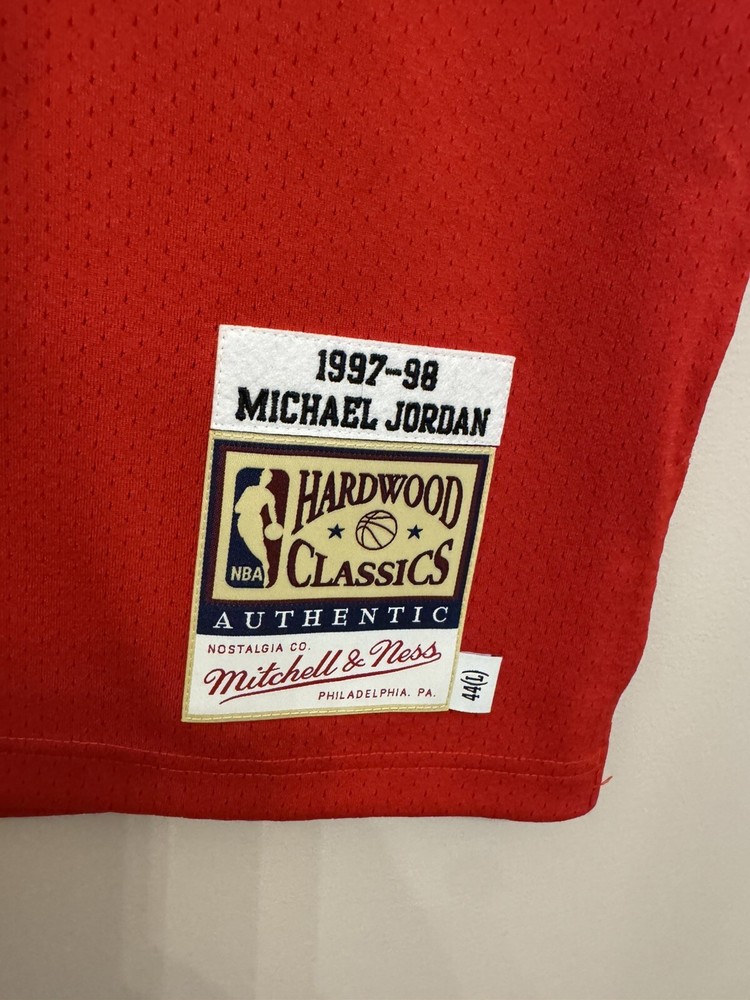 1997-98
MICHAEL JORDAN
HARDWOOD
CLASSICS
NBA
AUTHENTIC
NOSTALGIA CO.
Mitchell & Ness
PHILADELPHIA, PA.
44(L)